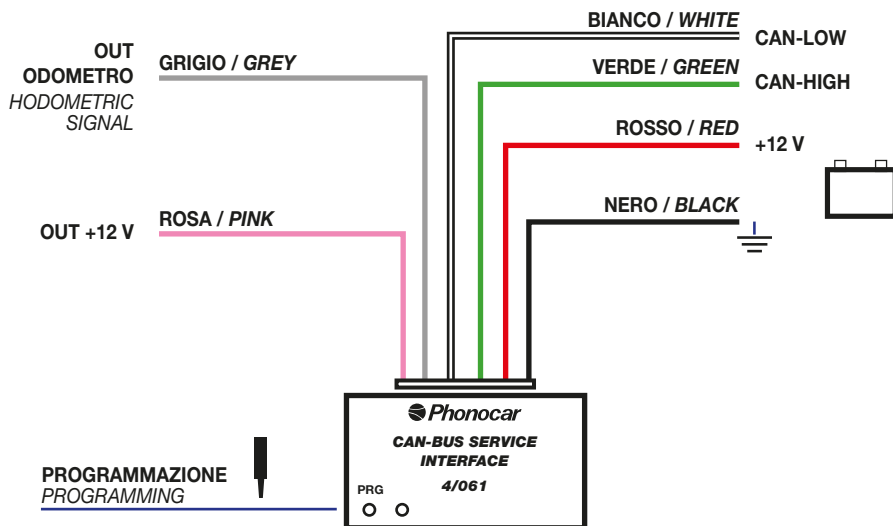 OUT
ODOMETRO
HODOMETRIC
SIGNAL
GRIGIO / GREY
OUT +12 V
ROSA / PINK
BIANCO / WHITE
CAN-LOW
VERDE / GREEN
CAN-HIGH
ROSSO / RED
+12 V
NERO / BLACK
Phonocar
CAN-BUS SERVICE
INTERFACE
4/061
PRG
PROGRAMMAZIONE
PROGRAMMING